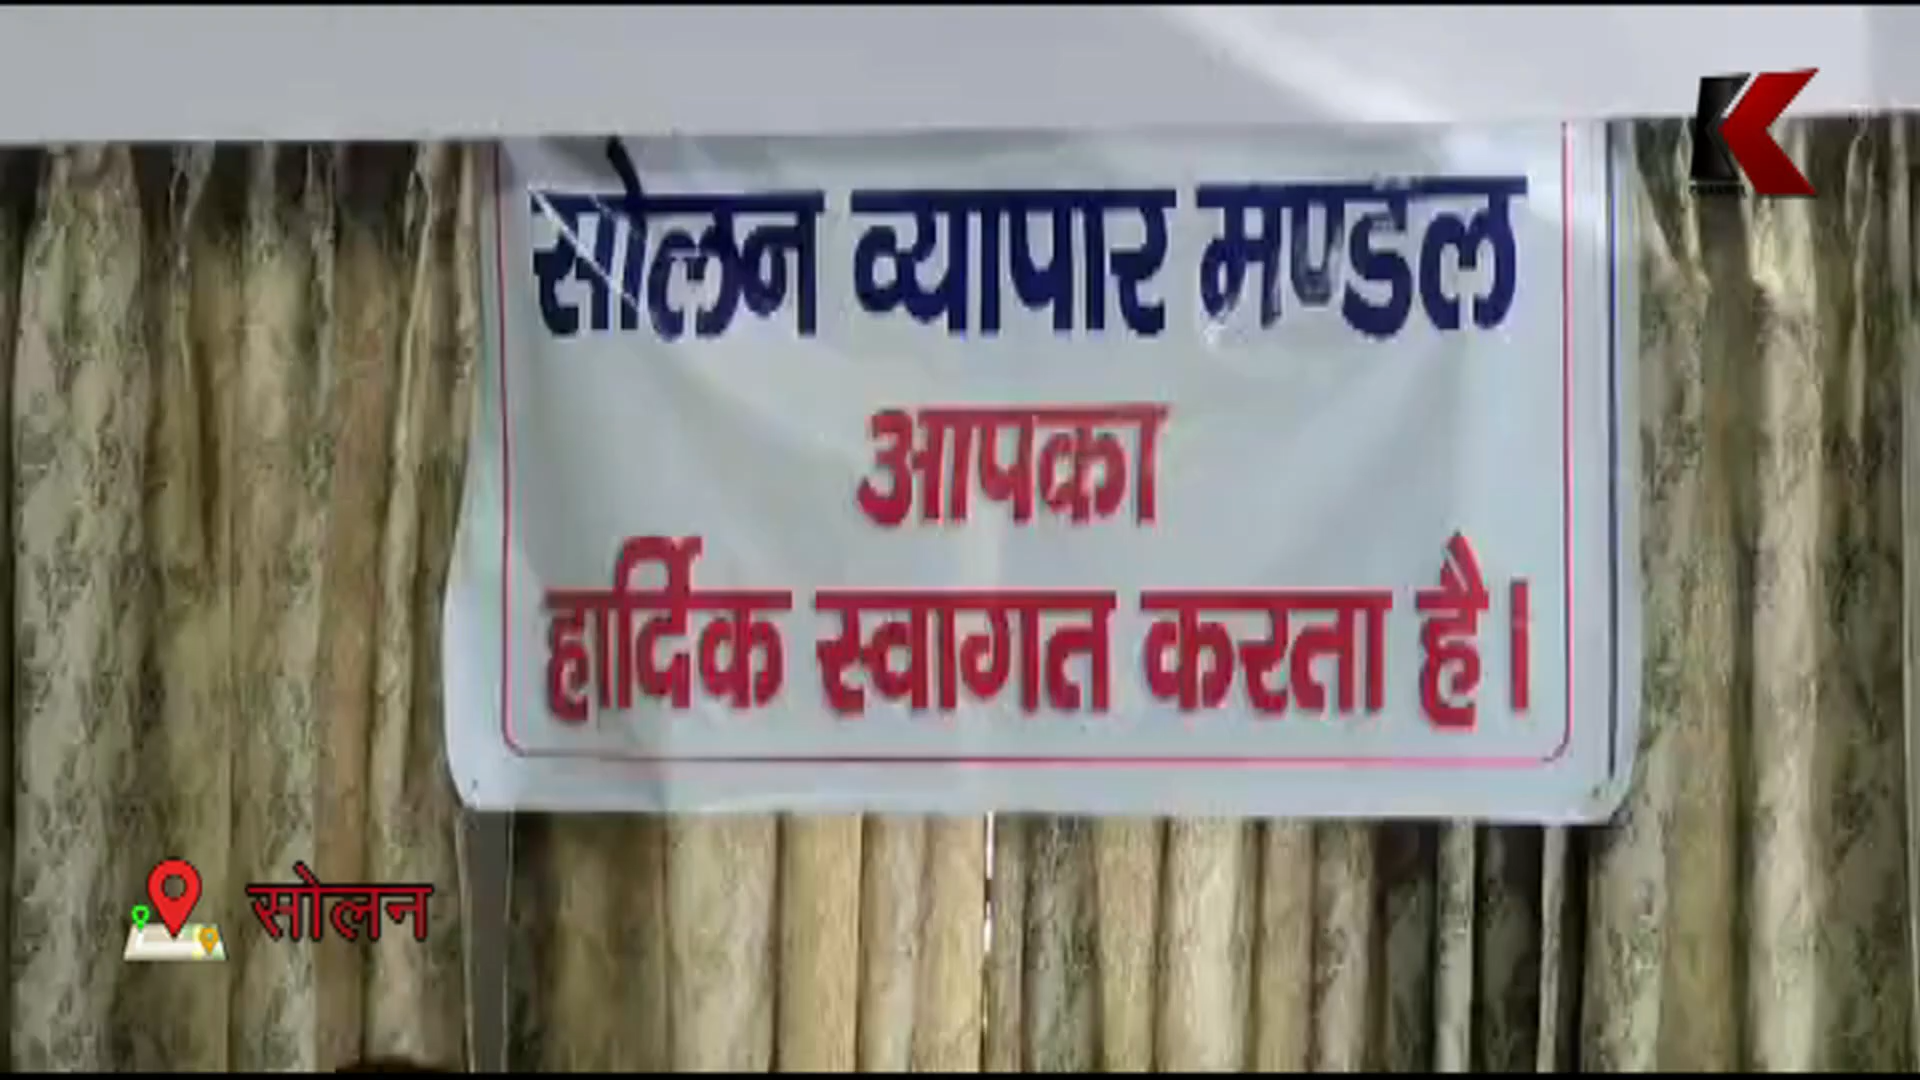 सोलन व्यापार मण्डल
आपका
हार्दिक स्वागत करता है।
सोलन